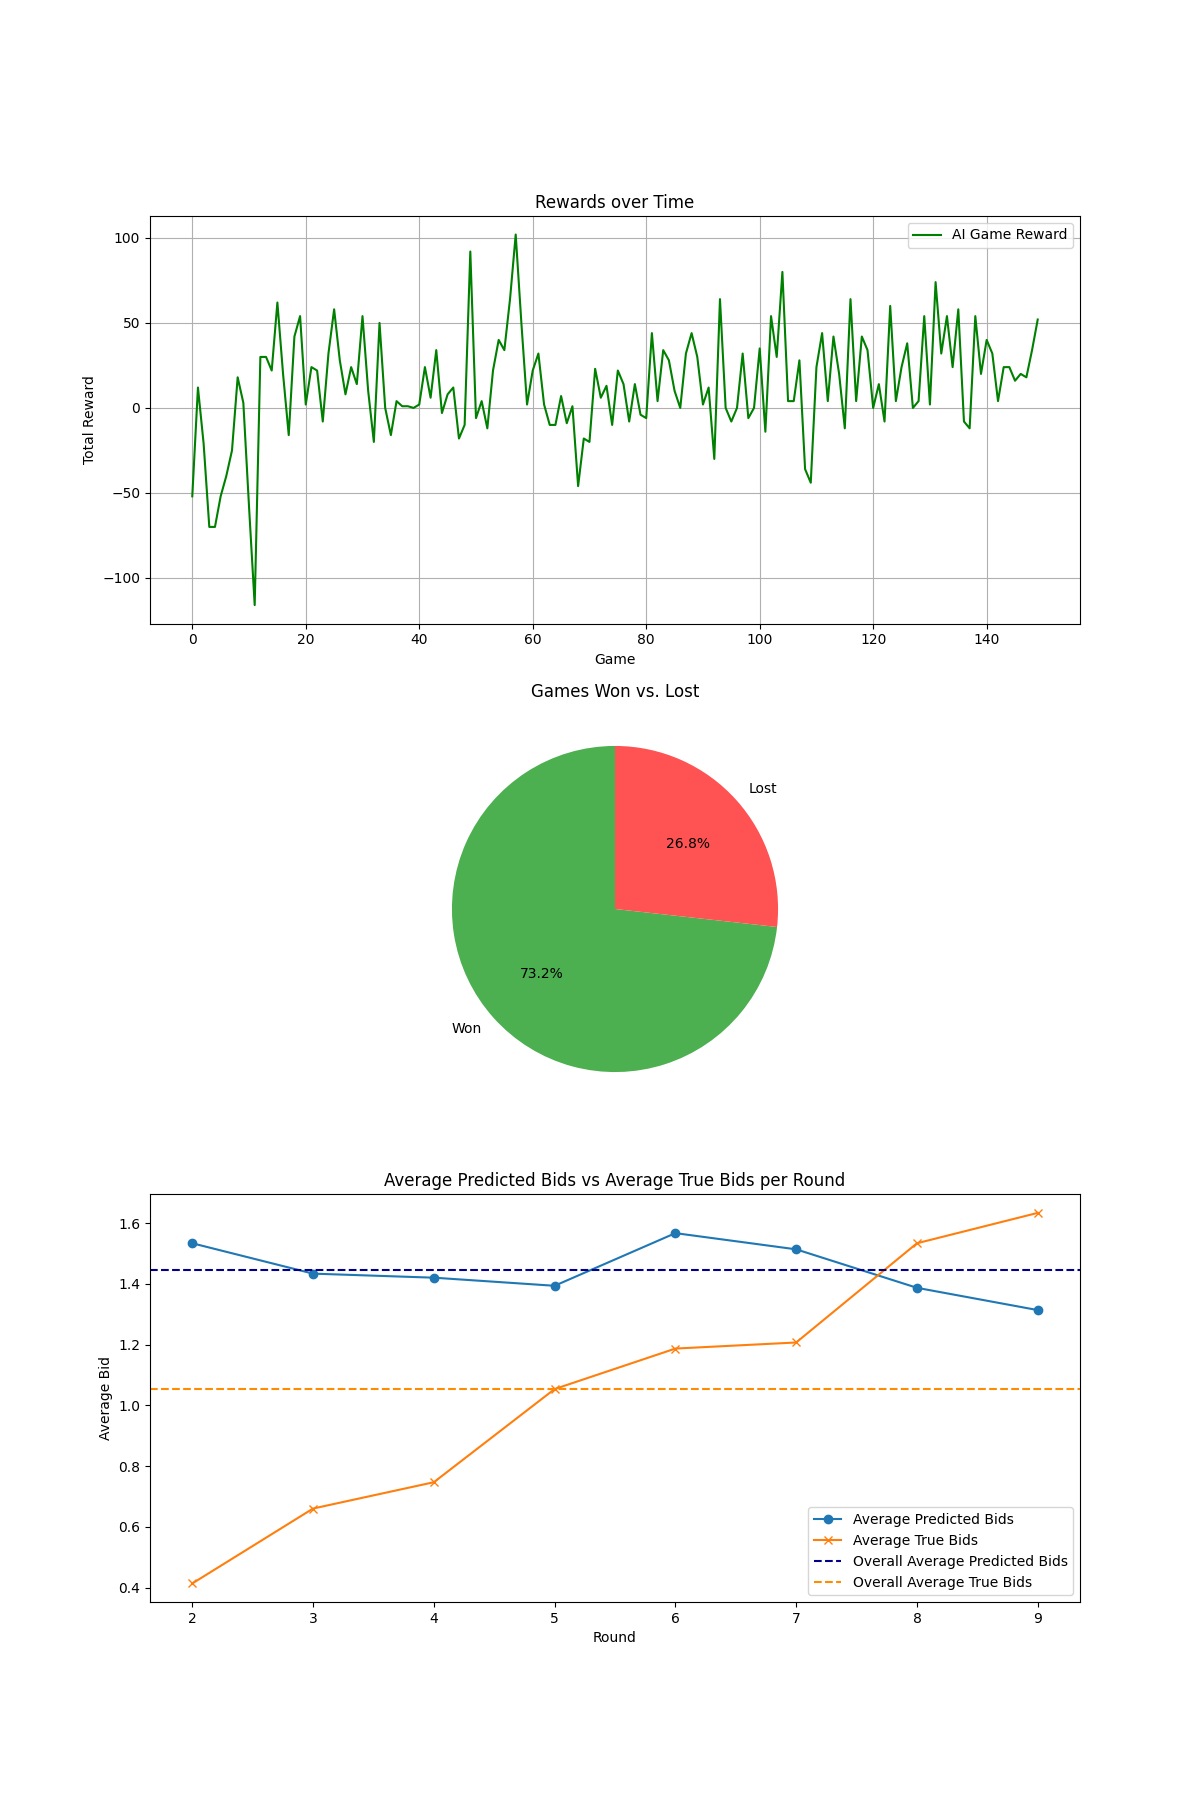 Rewards over Time
AI Game Reward
100
50
0
−50
−100
Total Reward
0 20 40 60 80 100 120 140
Game
Games Won vs. Lost
Lost
26.8%
73.2%
Won
Average Predicted Bids vs Average True Bids per Round
1.6
1.4
1.2
1.0
0.8
0.6
0.4
Average Bid
Average Predicted Bids
Average True Bids
Overall Average Predicted Bids
Overall Average True Bids
2 3 4 5 6 7 8 9
Round